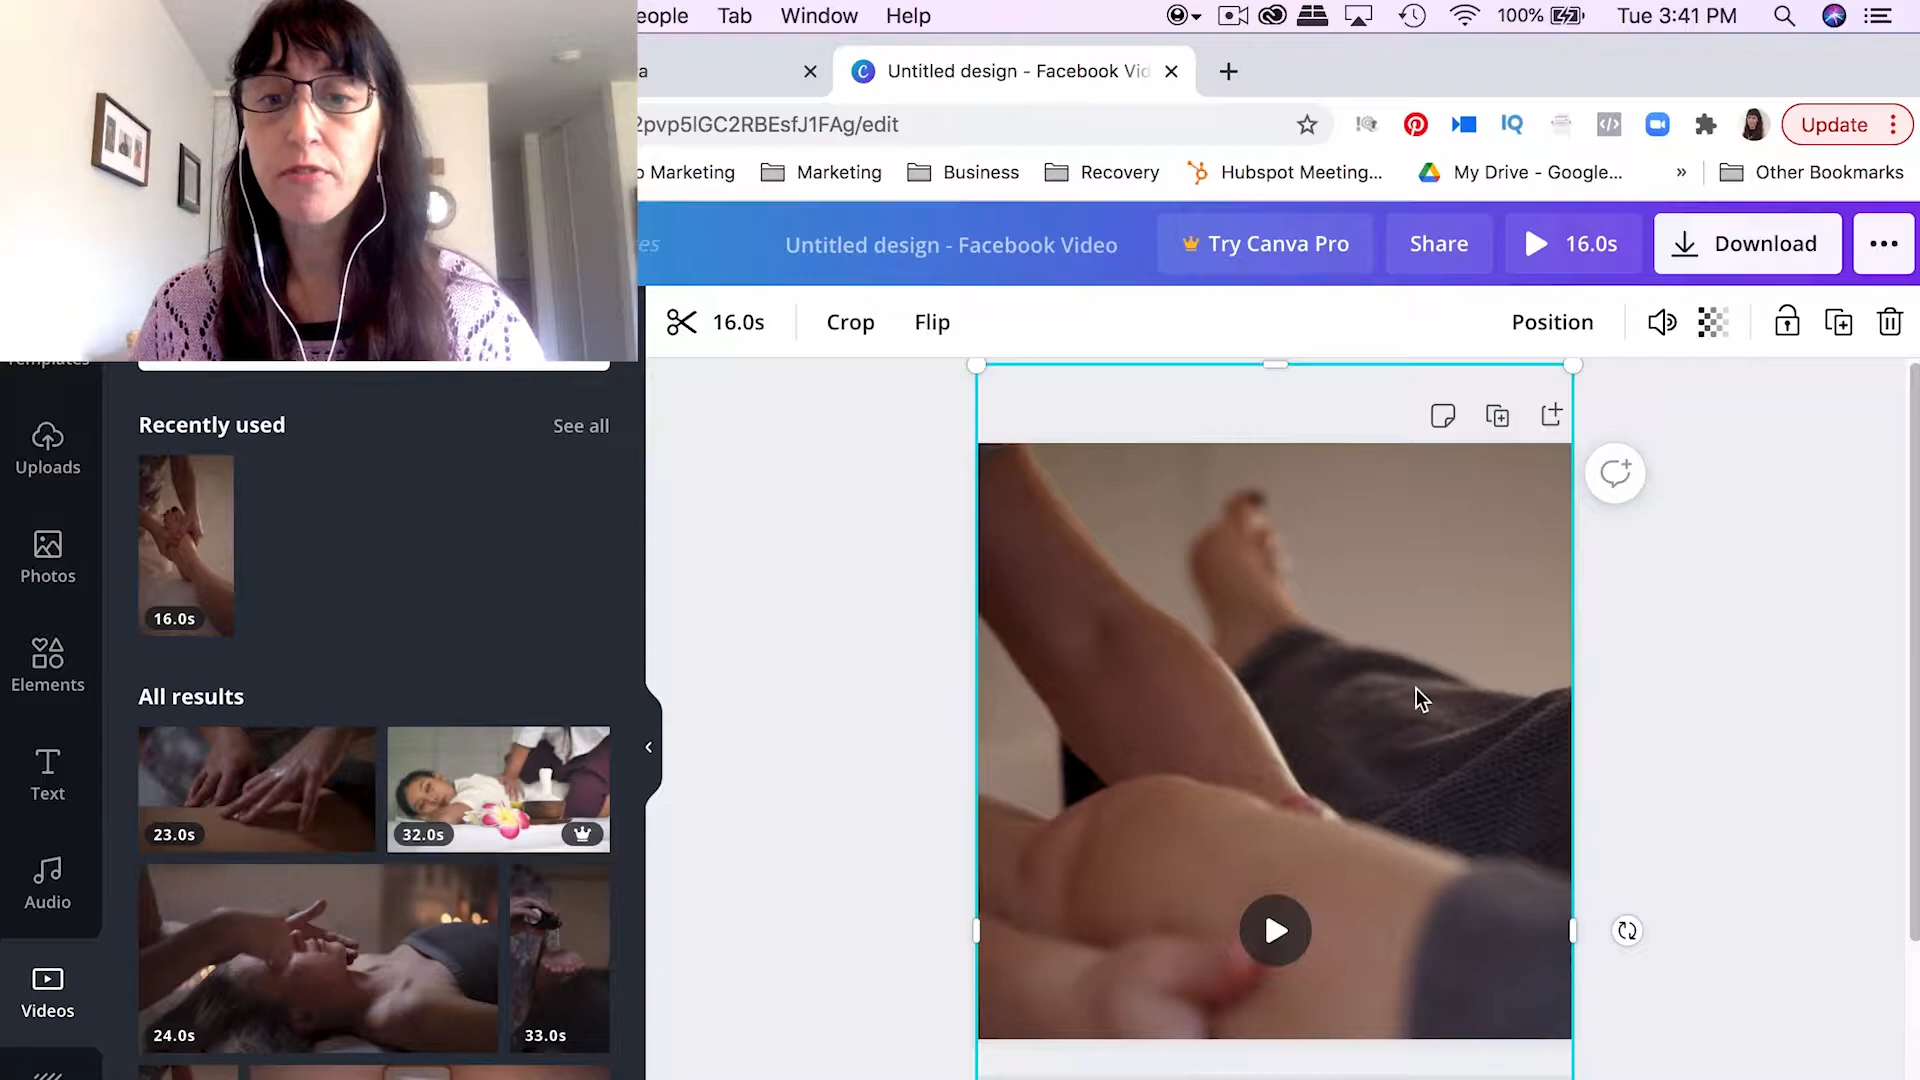 eople Tab Window Help 100% Tue 3:41 PM
a Untitled design - Facebook Vid
2pvp5lGC2RBEsfJ1FAg/edit Update
o Marketing Marketing Business Recovery Hubspot Meeting... My Drive - Google... » Other Bookmarks
es Untitled design - Facebook Video Try Canva Pro Share 16.0s Download
16.0s Crop Flip Position
Templates
Recently used See all
Uploads
Photos
16.0s
Elements
All results
Text
23.0s 32.0s
Audio
Videos
24.0s 33.0s